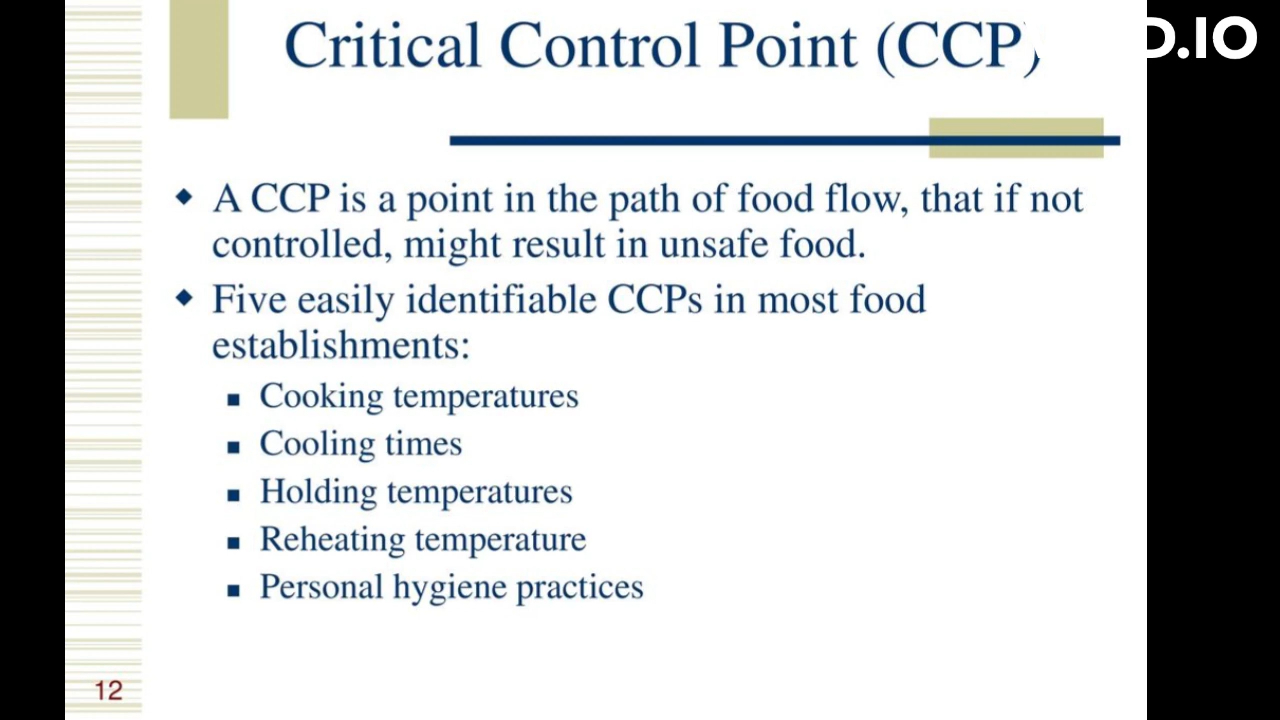 Critical Control Point (CCP)
D.IO
A CCP is a point in the path of food flow, that if not
controlled, might result in unsafe food.
Five easily identifiable CCPs in most food
establishments:
Cooking temperatures
Cooling times
Holding temperatures
Reheating temperature
Personal hygiene practices
12